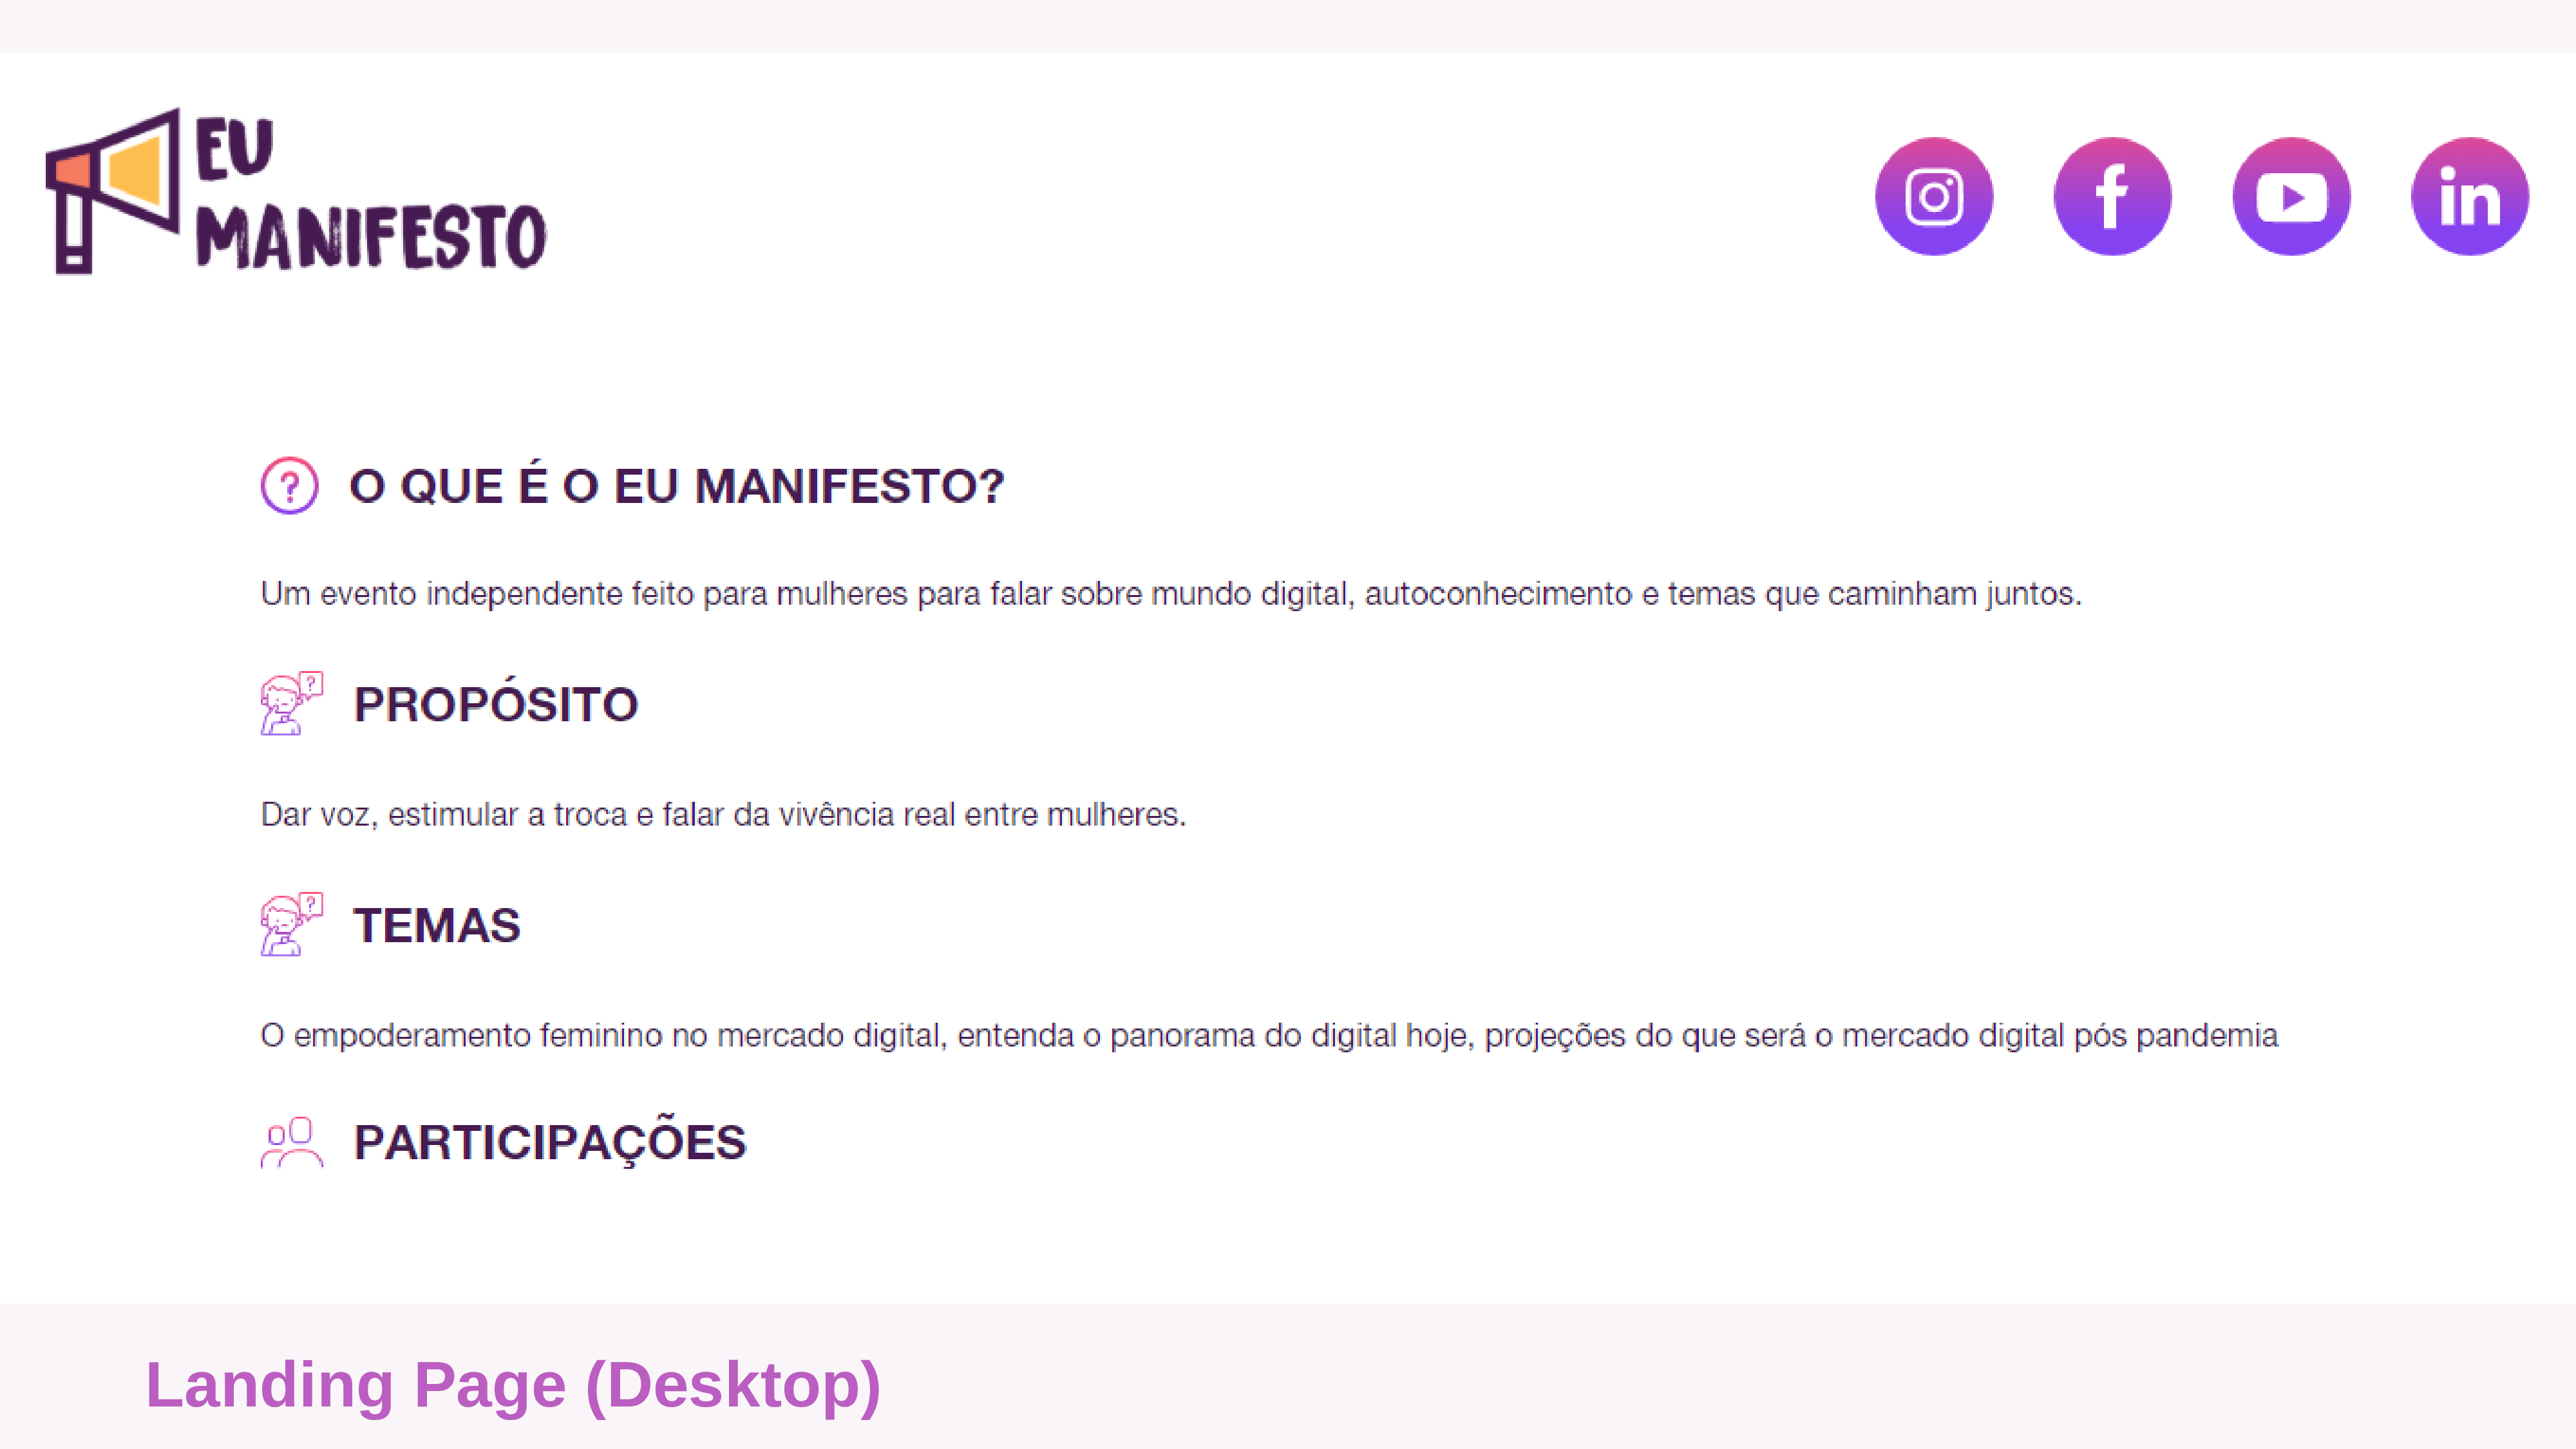 EU
MANIFESTO
O QUE É O EU MANIFESTO?
Um evento independente feito para mulheres para falar sobre mundo digital, autoconhecimento e temas que caminham juntos.
PROPÓSITO
Dar voz, estimular a troca e falar da vivência real entre mulheres.
TEMAS
O empoderamento feminino no mercado digital, entenda o panorama do digital hoje, projeções do que será o mercado digital pós pandemia
PARTICIPAÇÕES
Landing Page (Desktop)